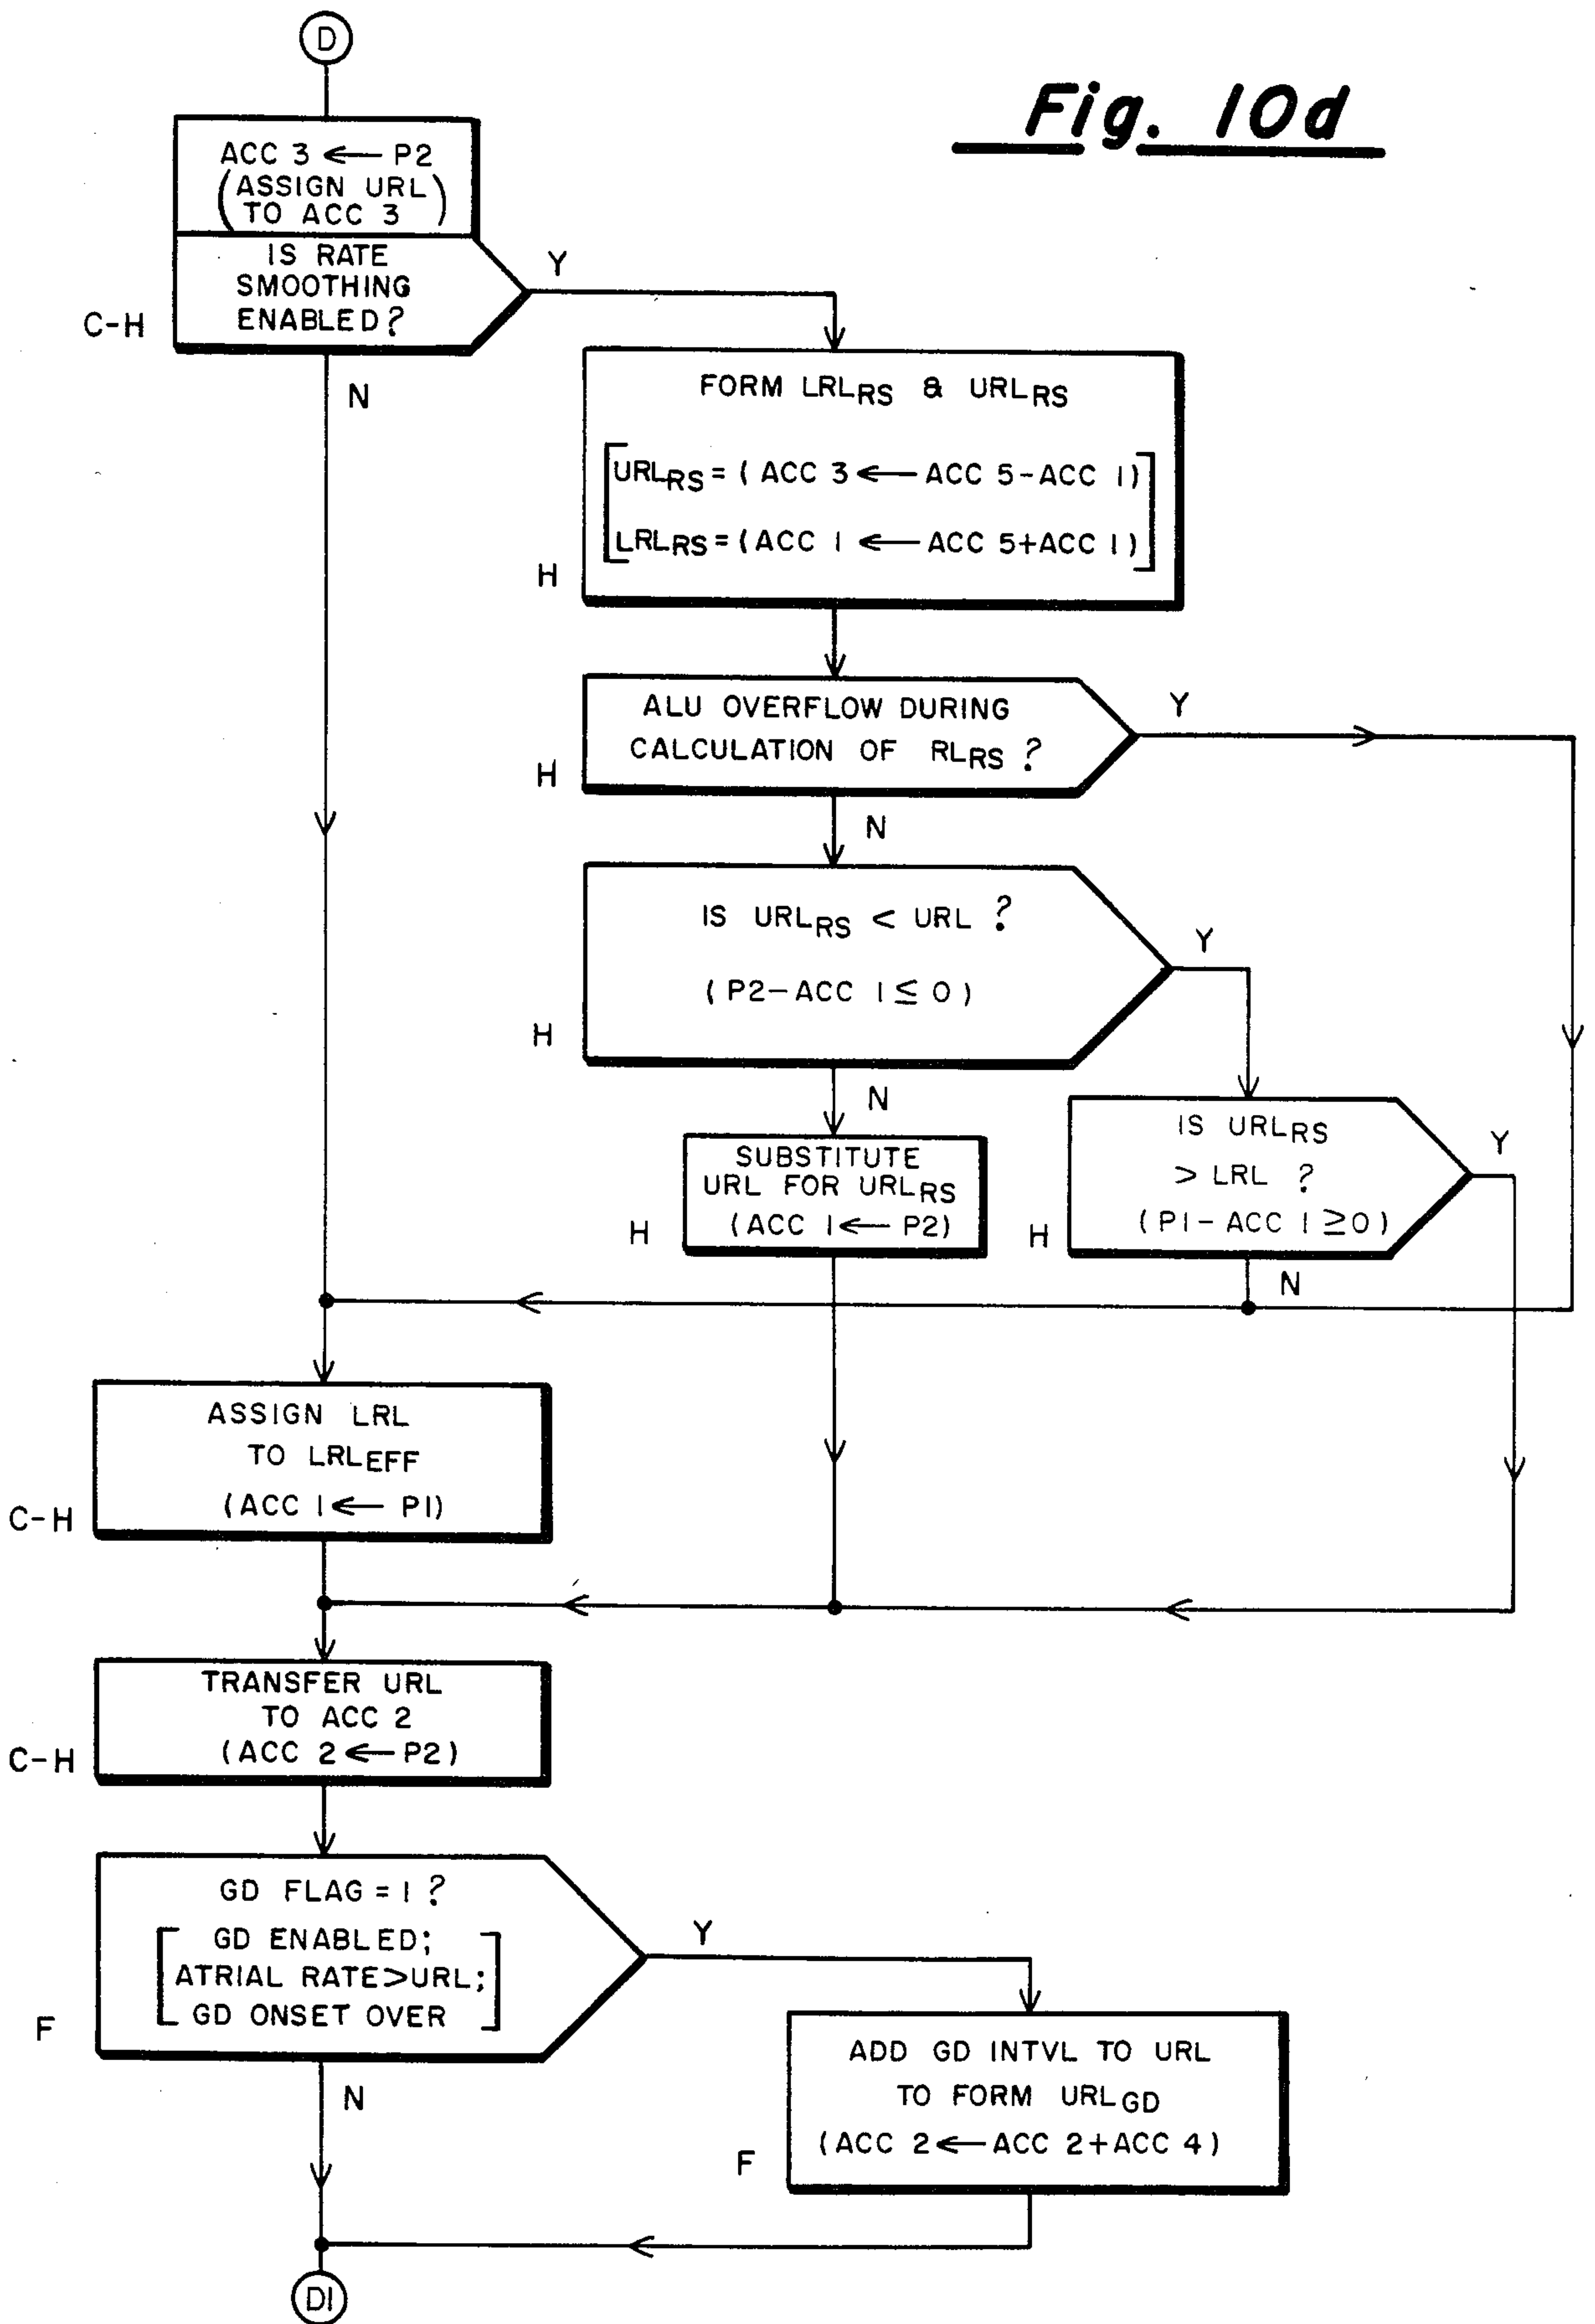 D
Fig. 10d
ACC 3 ← P2
(ASSIGN URL
TO ACC 3)
IS RATE
SMOOTHING
ENABLED?
C-H
Y
N
FORM LRLRS & URLRS
[URLRS = (ACC 3 ← ACC 5 - ACC 1)
LRLRS = (ACC 1 ← ACC 5 + ACC 1)]
H
ALU OVERFLOW DURING
CALCULATION OF RLRS ?
H
Y
N
IS URLRS < URL ?
(P2 - ACC 1 ≤ 0)
H
Y
N
SUBSTITUTE
URL FOR URLRS
(ACC 1 ← P2)
H
IS URLRS
> LRL ?
(P1 - ACC 1 ≥ 0)
H
Y
N
ASSIGN LRL
TO LRLEFF
(ACC 1 ← P1)
C-H
TRANSFER URL
TO ACC 2
(ACC 2 ← P2)
C-H
GD FLAG = 1 ?
[GD ENABLED;
ATRIAL RATE > URL;
GD ONSET OVER]
F
Y
N
ADD GD INTVL TO URL
TO FORM URLGD
(ACC 2 ← ACC 2 + ACC 4)
F
D1